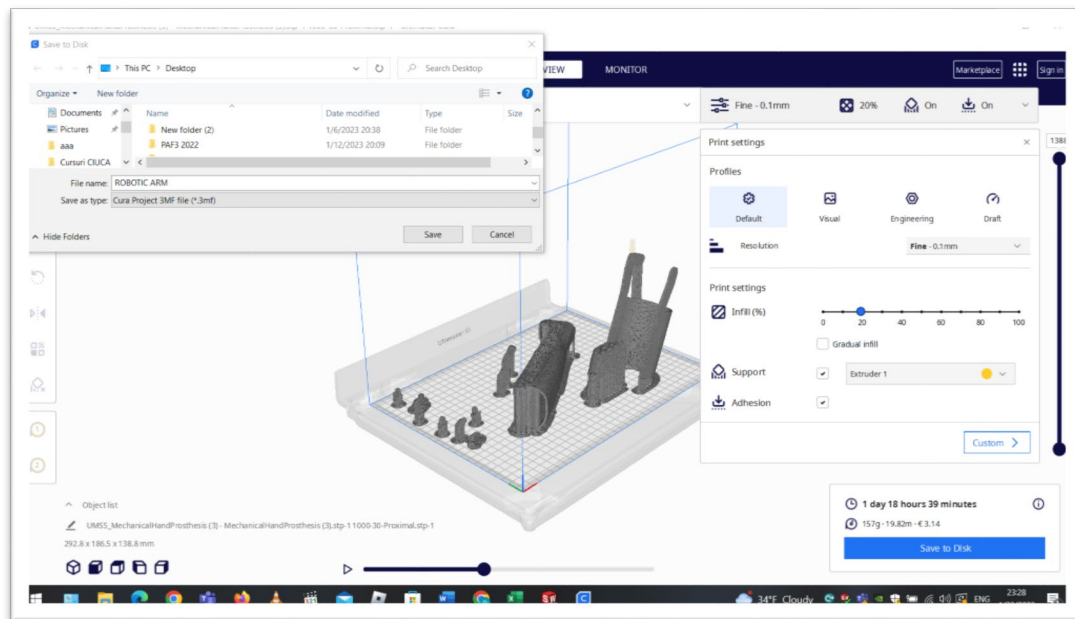 Save to Disk
This PC > Desktop
Search Desktop
Organize
New folder
Documents
Pictures
aaa
Cursuri CIUCA
Name
Date modified
Type
Size
New folder (2)
1/6/2023 20:38
File folder
PAF3 2022
1/12/2023 20:09
File folder
File name: ROBOTIC ARM
Save as type: Cura Project 3MF file (*.3mf)
Hide Folders
Save
Cancel
MONITOR
Marketplace
Sign in
Fine - 0.1mm
20%
On
On
Print settings
Profiles
Default
Visual
Engineering
Draft
Resolution
Fine - 0.1mm
Print settings
Infill (%)
0 20 40 60 80 100
Gradual infill
Support
Extruder 1
Adhesion
Custom
1
2
Object list
UMS5_MechanicalHandProsthesis (3) - MechanicalHandProsthesis (3).stp-1 1000-30-Proximal.stp-1
292.8 x 186.5 x 138.8 mm
1 day 18 hours 39 minutes
157g · 19.82m · € 3.14
Save to Disk
34°F Cloudy
ENG
23:28